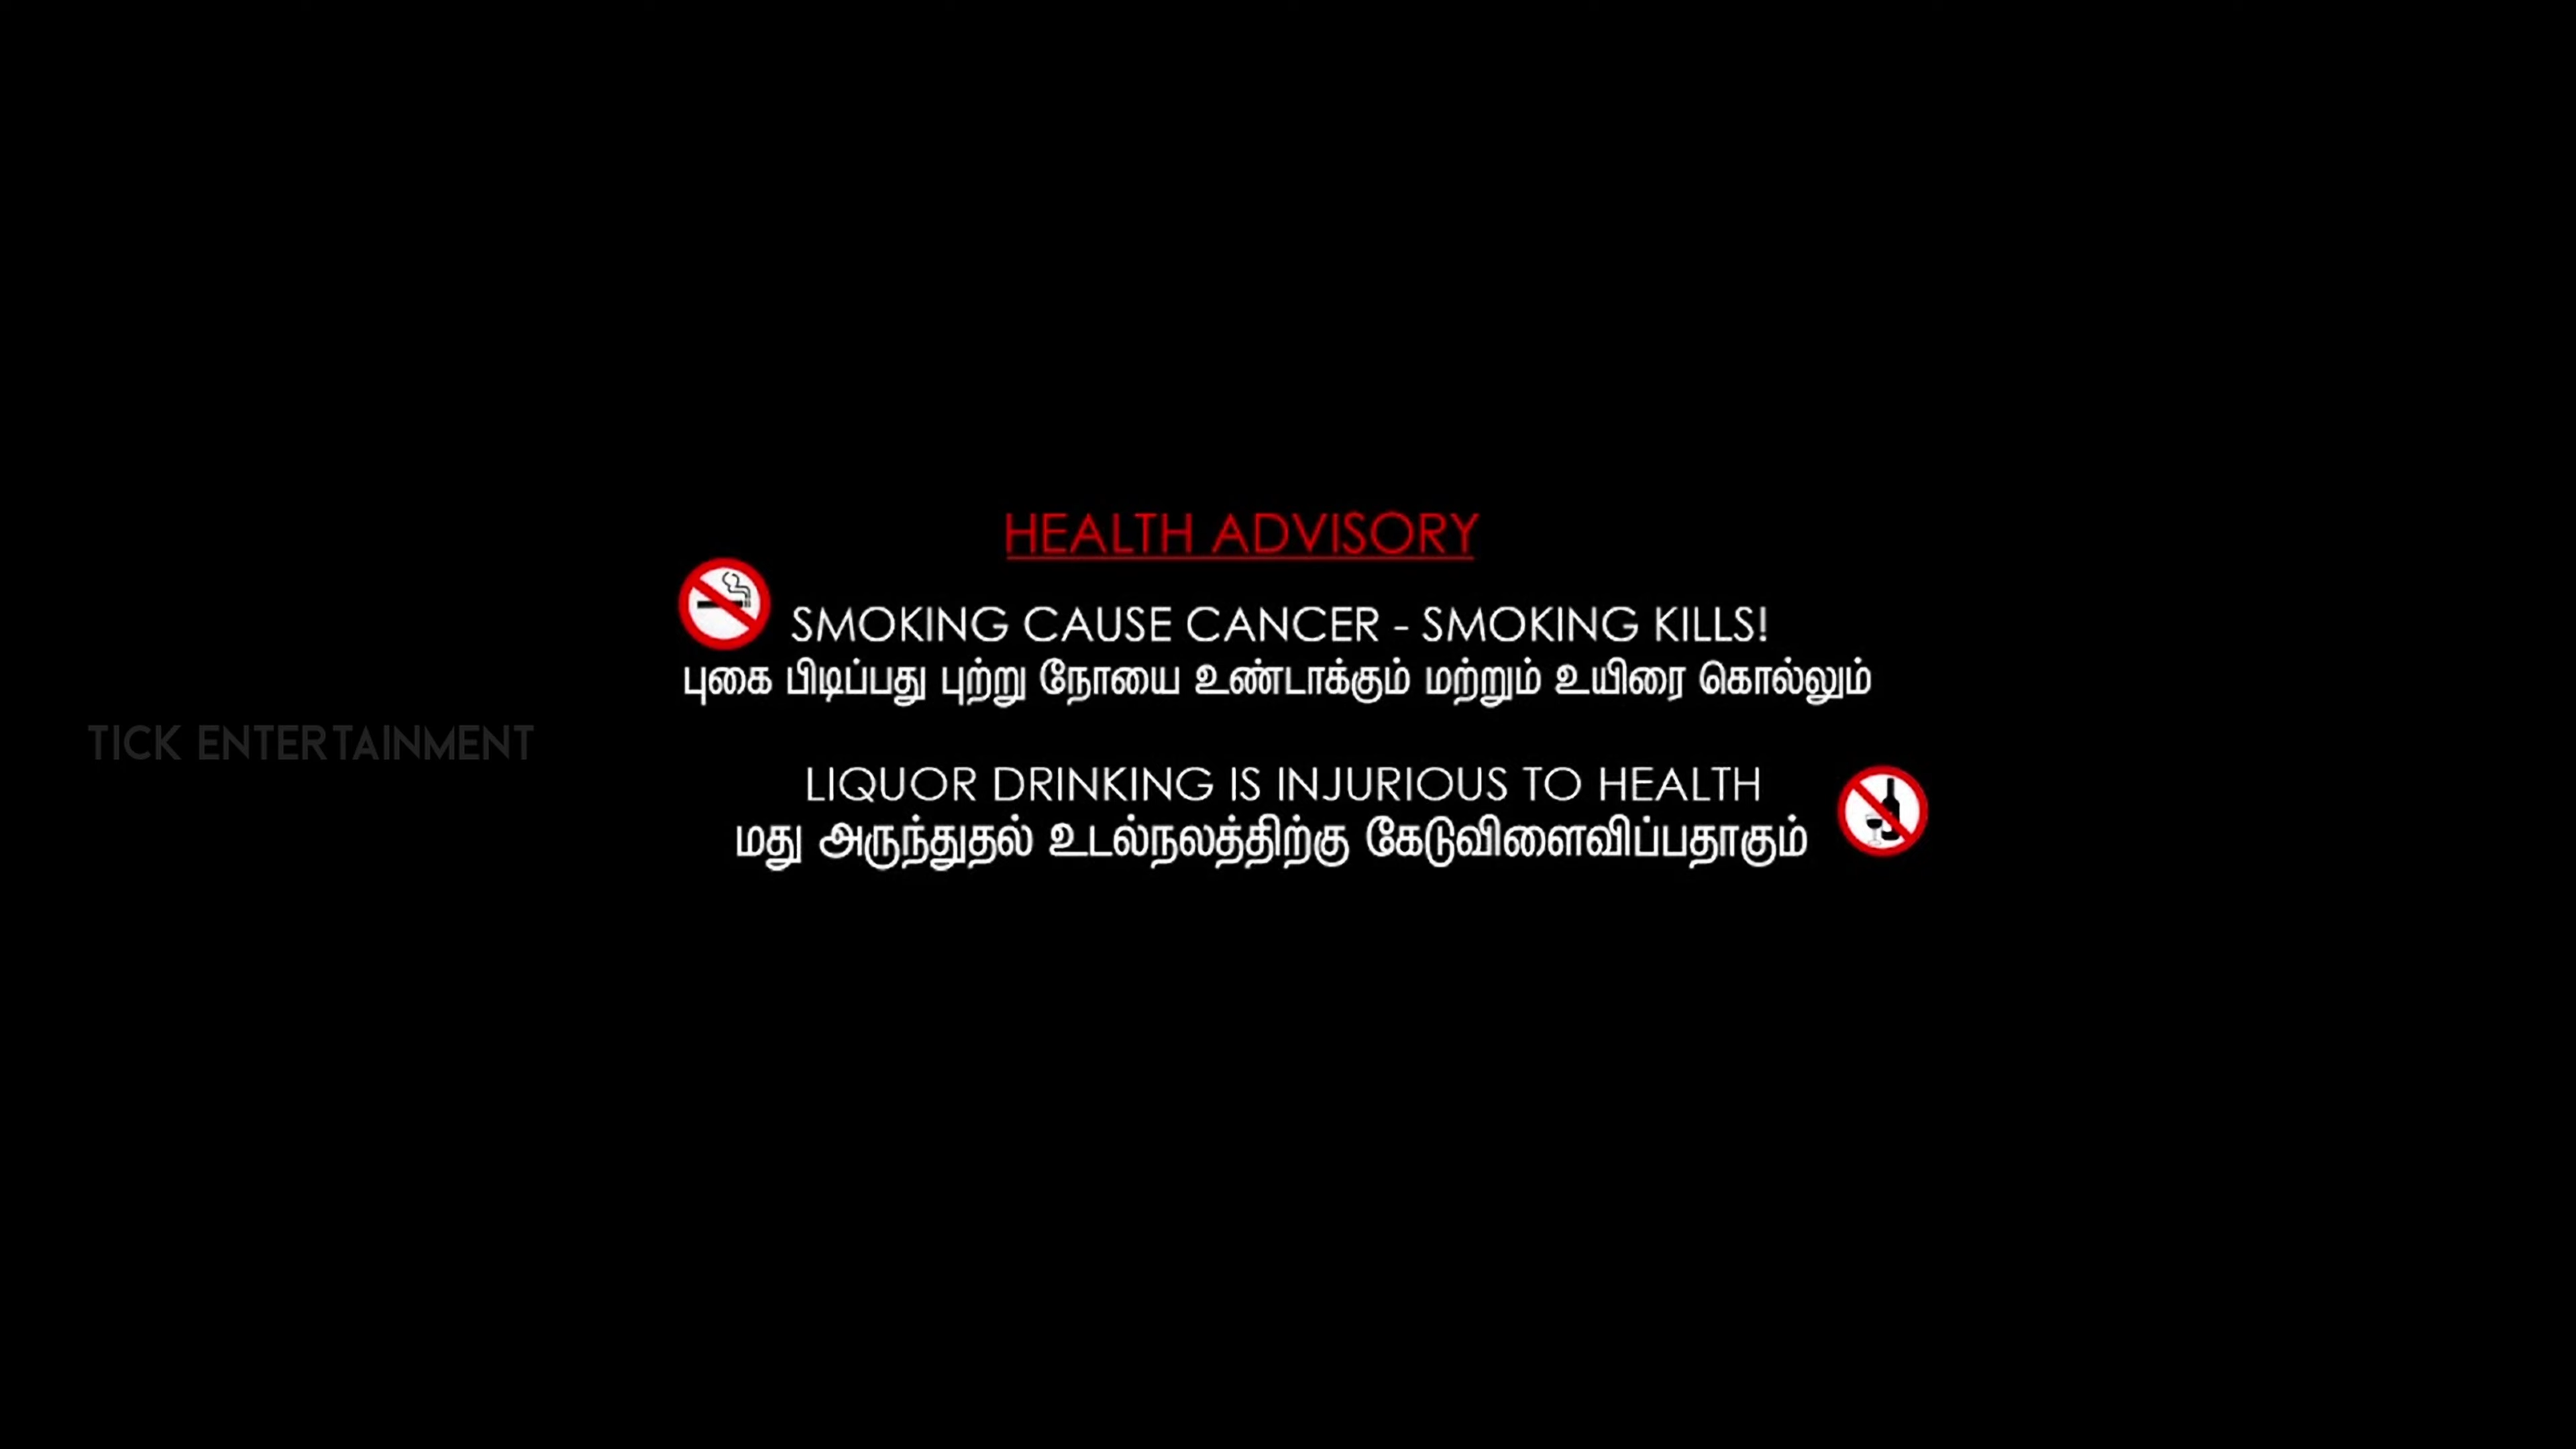 HEALTH ADVISORY
SMOKING CAUSE CANCER - SMOKING KILLS!
புகை பிடிப்பது புற்று நோயை உண்டாக்கும் மற்றும் உயிரை கொல்லும்
TICK ENTERTAINMENT
LIQUOR DRINKING IS INJURIOUS TO HEALTH
மது அருந்துதல் உடல்நலத்திற்கு கேடுவிளைவிப்பதாகும்